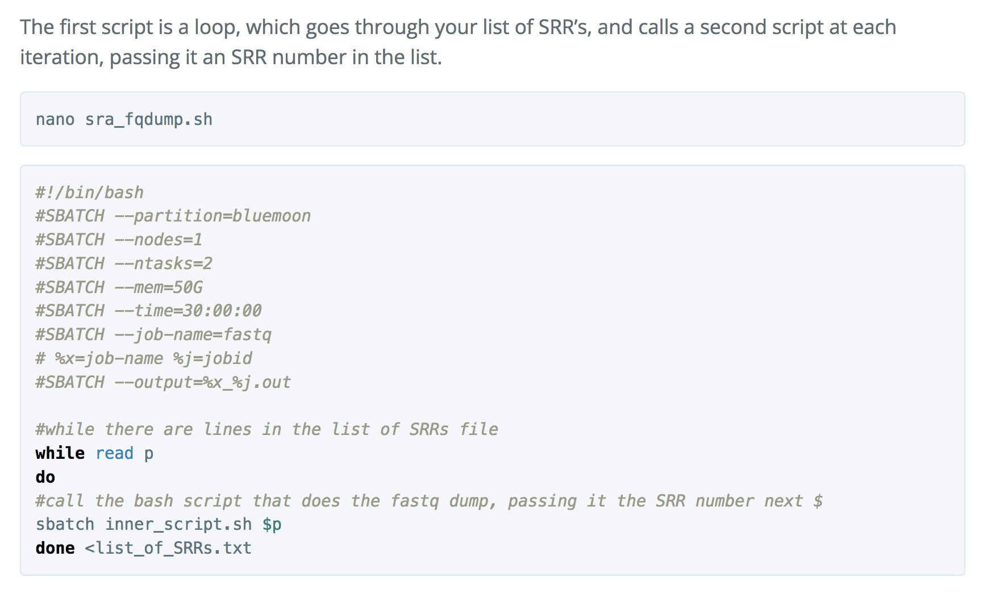 The first script is a loop, which goes through your list of SRR’s, and calls a second script at each
iteration, passing it an SRR number in the list.
nano sra_fqdump.sh
#!/bin/bash
#SBATCH --partition=bluemoon
#SBATCH --nodes=1
#SBATCH --ntasks=2
#SBATCH --mem=50G
#SBATCH --time=30:00:00
#SBATCH --job-name=fastq
# %x=job-name %j=jobid
#SBATCH --output=%x_%j.out
#while there are lines in the list of SRRs file
while read p
do
#call the bash script that does the fastq dump, passing it the SRR number next $
sbatch inner_script.sh $p
done <list_of_SRRs.txt